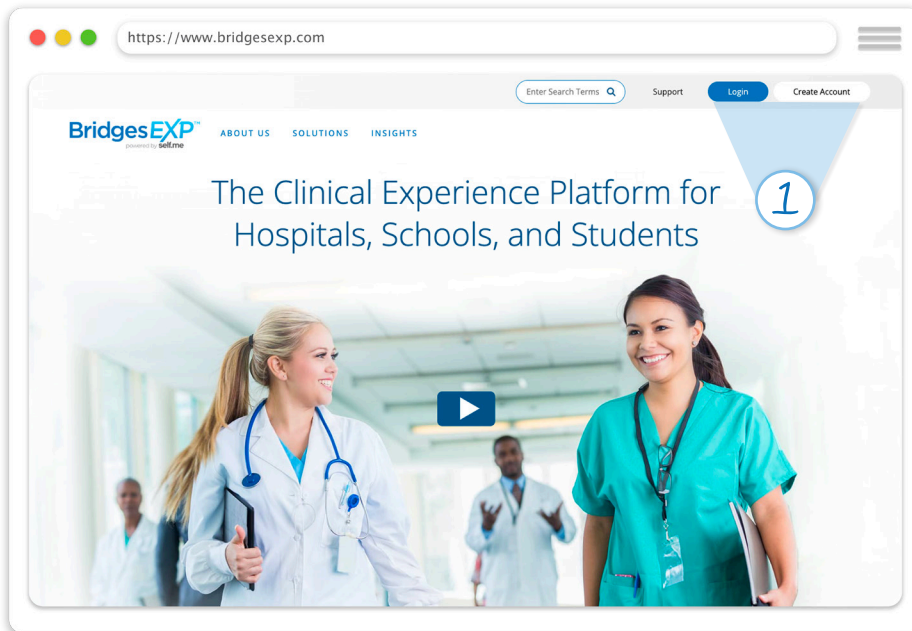 https://www.bridgesexp.com
Enter Search Terms Support Login Create Account
BridgesEXP™ ABOUT US SOLUTIONS INSIGHTS
powered by self.me
The Clinical Experience Platform for
Hospitals, Schools, and Students
1